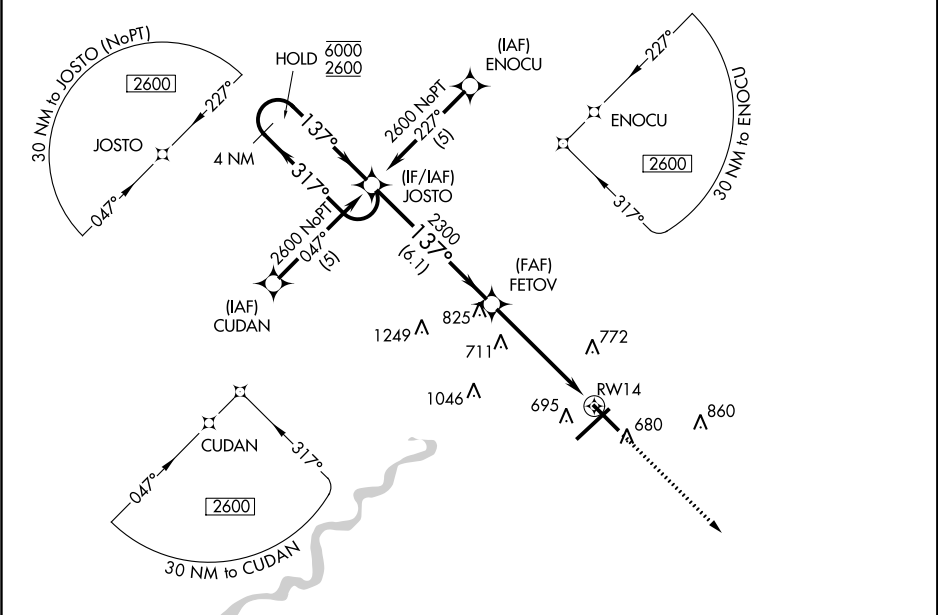 30 NM to JOSTO (NoPT)
2600
227°
JOSTO
047°
HOLD
6000
2600
4 NM
137°
317°
(IAF)
ENOCU
2600 NoPT
227°
(5)
(IF/IAF)
JOSTO
2600 NoPT
047°
(5)
(IAF)
CUDAN
2300
137°
(6.1)
(FAF)
FETOV
227°
ENOCU
2600
317°
30 NM to ENOCU
825
1249
711
772
1046
695
RW14
680
860
CUDAN
047°
317°
2600
30 NM to CUDAN